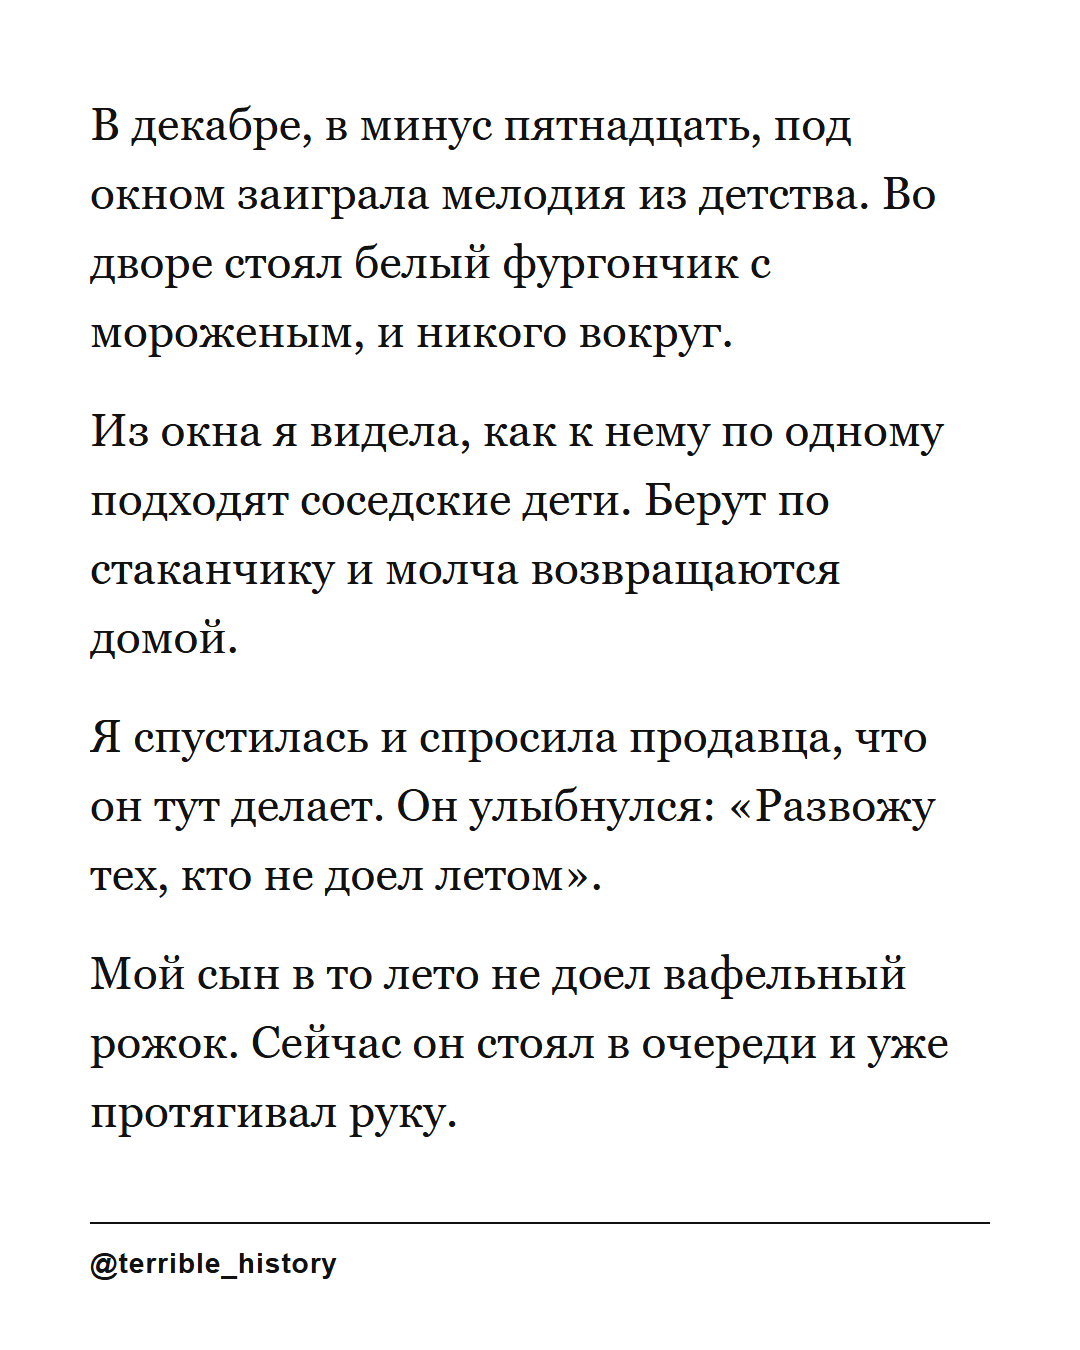 В декабре, в минус пятнадцать, под
окном заиграла мелодия из детства. Во
дворе стоял белый фургончик с
мороженым, и никого вокруг.
Из окна я видела, как к нему по одному
подходят соседские дети. Берут по
стаканчику и молча возвращаются
домой.
Я спустилась и спросила продавца, что
он тут делает. Он улыбнулся: «Развожу
тех, кто не доел летом».
Мой сын в то лето не доел вафельный
рожок. Сейчас он стоял в очереди и уже
протягивал руку.
@terrible_history